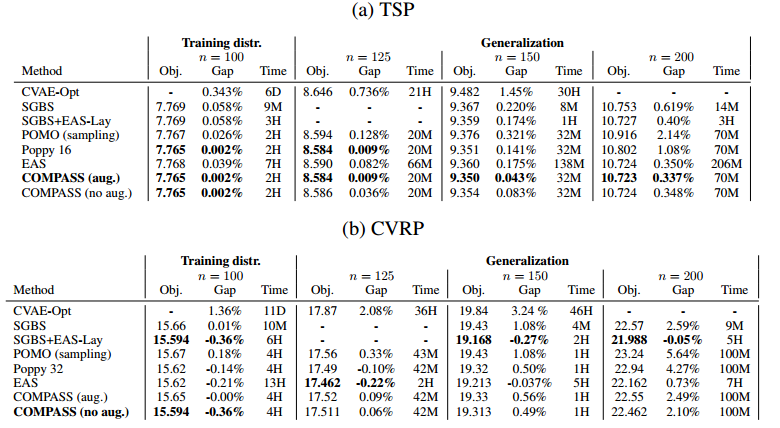 (a) TSP
Training distr. Generalization
n = 100 n = 125 n = 150 n = 200
Method Obj. Gap Time Obj. Gap Time Obj. Gap Time Obj. Gap Time
CVAE-Opt - 0.343% 6D 8.646 0.736% 21H 9.482 1.45% 30H - - -
SGBS 7.769 0.058% 9M - - - 9.367 0.220% 8M 10.753 0.619% 14M
SGBS+EAS-Lay 7.768 0.058% 3H - - - 9.359 0.174% 1H 10.727 0.40% 3H
POMO (sampling) 7.767 0.026% 2H 8.594 0.128% 20M 9.376 0.321% 32M 10.916 2.14% 70M
Poppy 16 7.765 0.002% 2H 8.584 0.009% 20M 9.351 0.141% 32M 10.802 1.08% 70M
EAS 7.768 0.039% 7H 8.590 0.082% 66M 9.360 0.175% 138M 10.724 0.350% 206M
COMPASS (aug.) 7.765 0.002% 2H 8.584 0.009% 20M 9.350 0.043% 32M 10.723 0.337% 70M
COMPASS (no aug.) 7.765 0.002% 2H 8.586 0.036% 20M 9.354 0.083% 32M 10.724 0.348% 70M
(b) CVRP
Training distr. Generalization
n = 100 n = 125 n = 150 n = 200
Method Obj. Gap Time Obj. Gap Time Obj. Gap Time Obj. Gap Time
CVAE-Opt - 1.36% 11D 17.87 2.08% 36H 19.84 3.24 % 46H - - -
SGBS 15.66 0.01% 10M - - - 19.43 1.08% 4M 22.57 2.59% 9M
SGBS+EAS-Lay 15.594 -0.36% 6H - - - 19.168 -0.27% 2H 21.988 -0.05% 5H
POMO (sampling) 15.67 0.18% 4H 17.56 0.33% 43M 19.43 1.08% 1H 23.24 5.64% 100M
Poppy 32 15.62 -0.14% 4H 17.49 -0.10% 42M 19.32 0.50% 1H 22.94 4.27% 100M
EAS 15.62 -0.21% 13H 17.462 -0.22% 2H 19.213 -0.037% 5H 22.162 0.73% 7H
COMPASS (aug.) 15.65 -0.00% 4H 17.52 0.09% 42M 19.33 0.56% 1H 22.55 2.49% 100M
COMPASS (no aug.) 15.594 -0.36% 4H 17.511 0.06% 42M 19.313 0.49% 1H 22.462 2.10% 100M